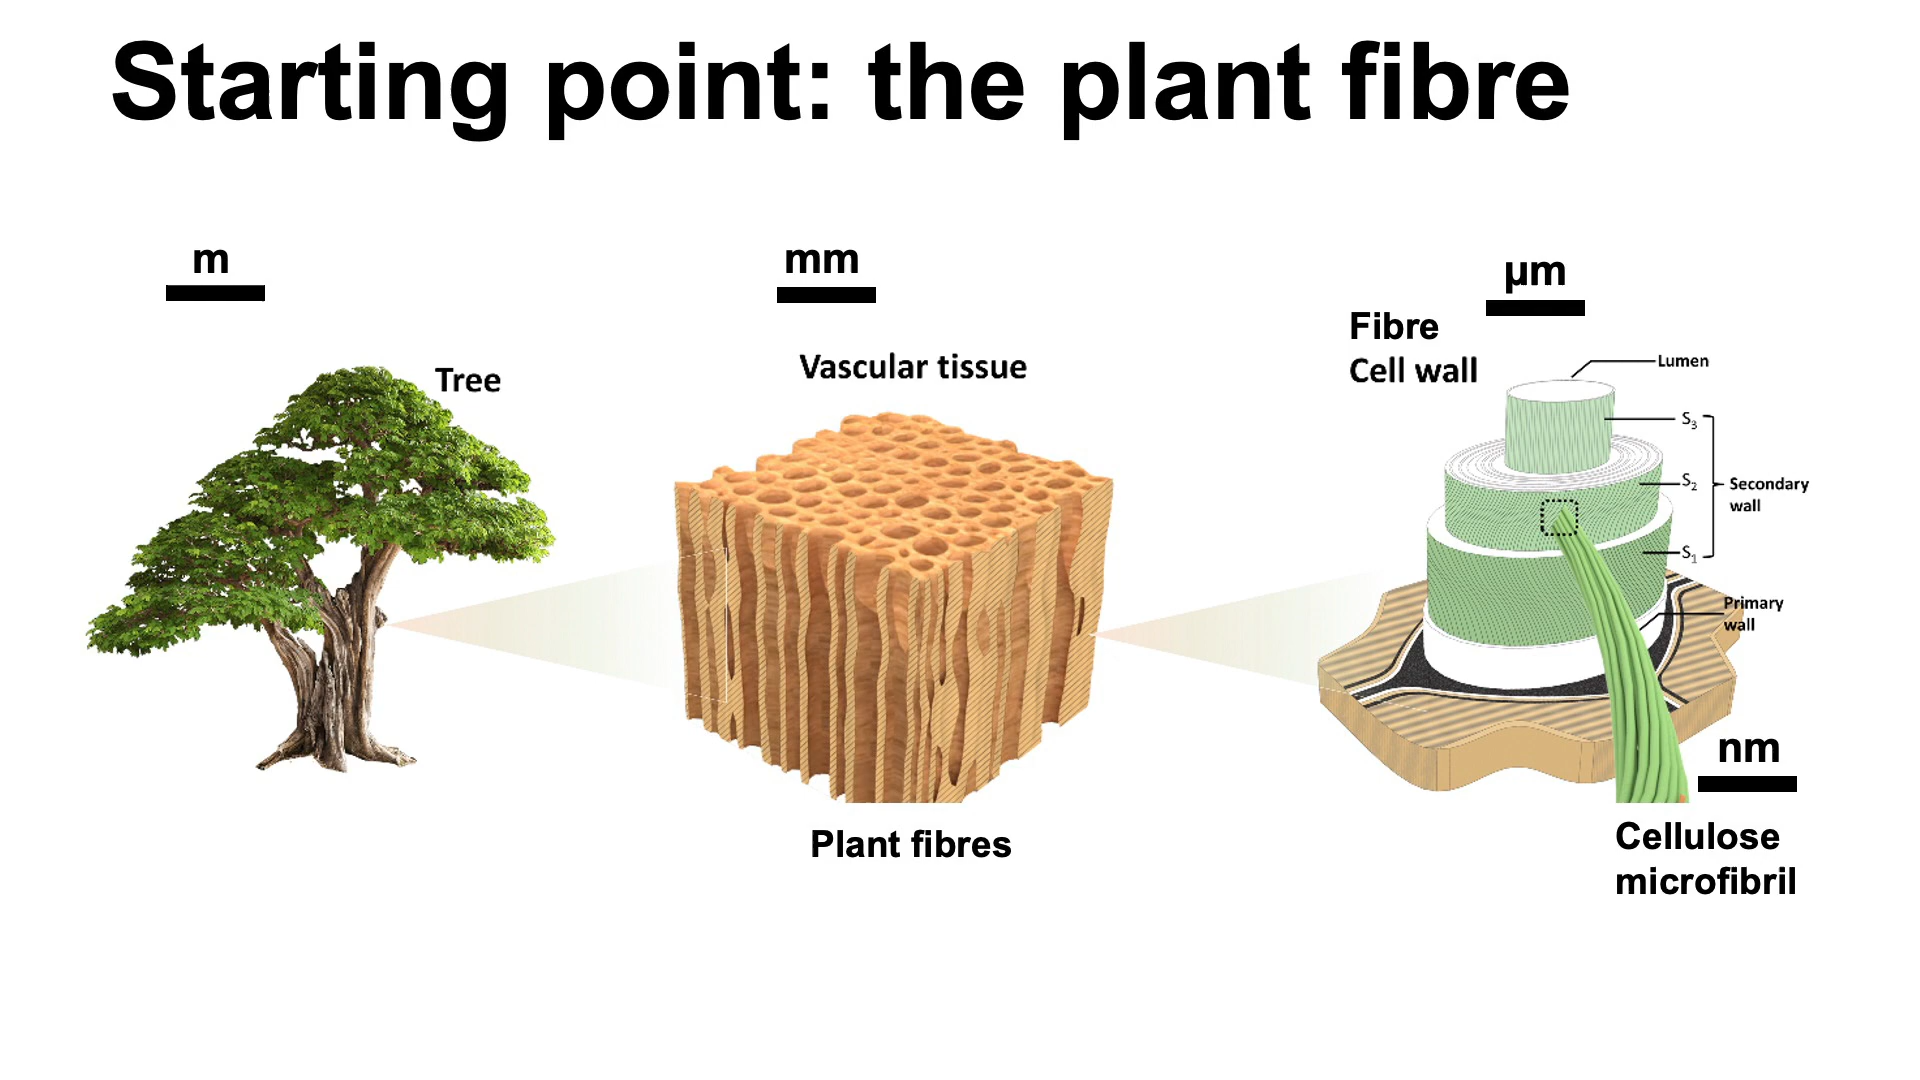 Starting point: the plant fibre
m
mm
µm
Tree
Vascular tissue
Plant fibres
Fibre
Cell wall
Lumen
S3
S2
S1
Secondary
wall
Primary
wall
nm
Cellulose
microfibril